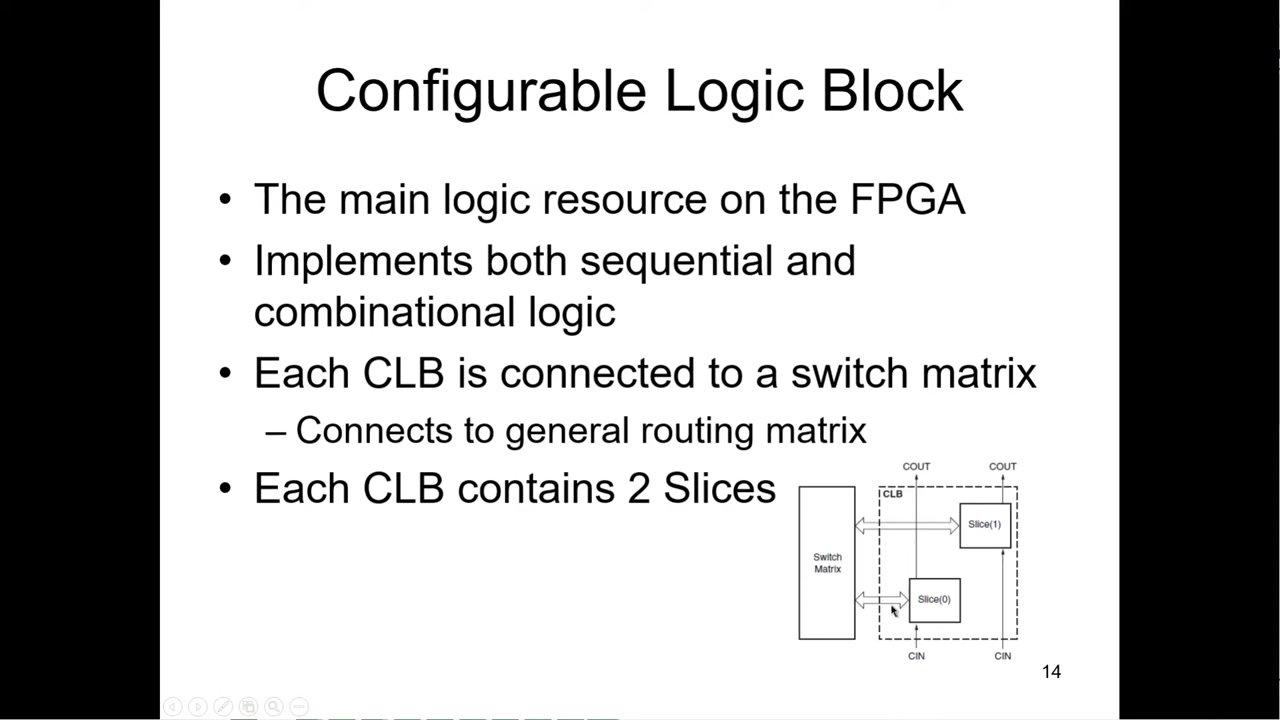 Configurable Logic Block
• The main logic resource on the FPGA
• Implements both sequential and
combinational logic
• Each CLB is connected to a switch matrix
– Connects to general routing matrix
• Each CLB contains 2 Slices
COUT COUT
CLB
Slice(1)
Switch
Matrix
Slice(0)
CIN CIN
14